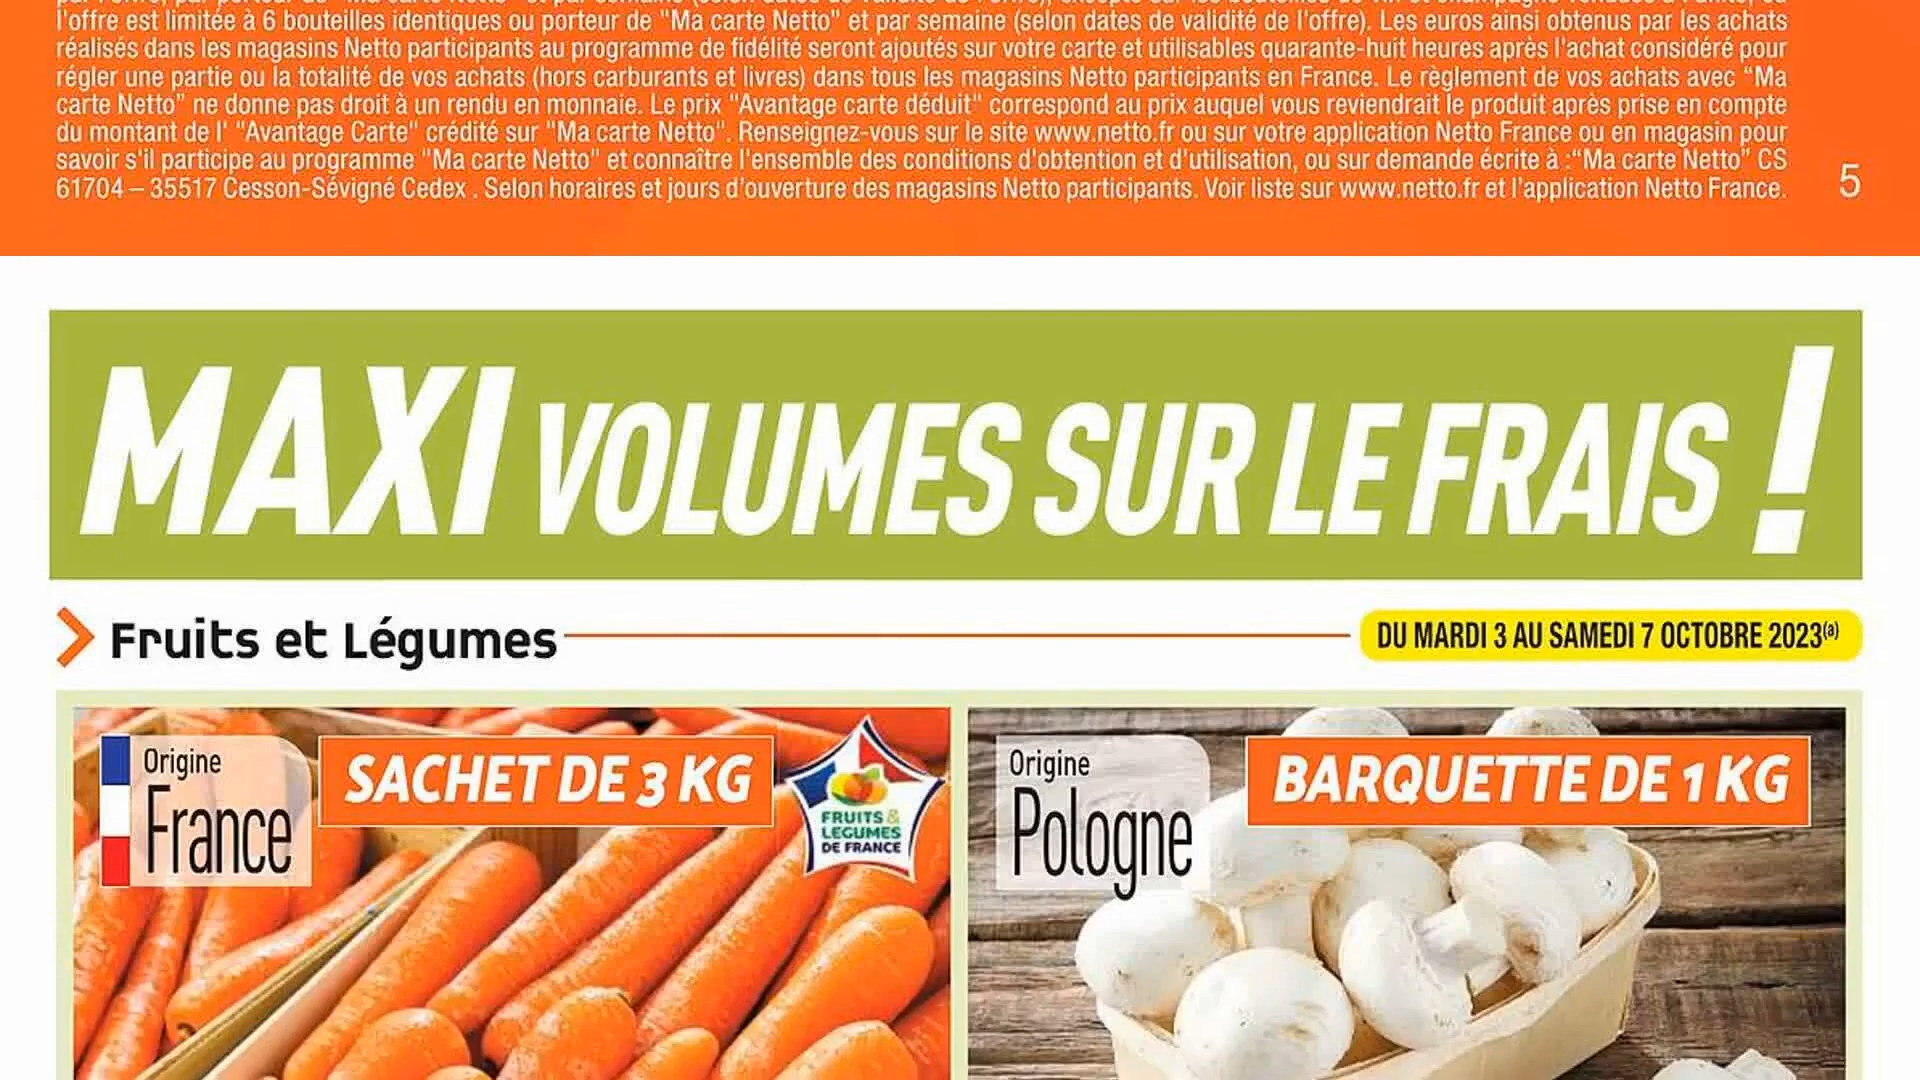 l'offre est limitée à 6 bouteilles identiques ou porteur de "Ma carte Netto" et par semaine (selon dates de validité de l'offre). Les euros ainsi obtenus par les achats
réalisés dans les magasins Netto participants au programme de fidélité seront ajoutés sur votre carte et utilisables quarante-huit heures après l'achat considéré pour
régler une partie ou la totalité de vos achats (hors carburants et livres) dans tous les magasins Netto participants en France. Le règlement de vos achats avec “Ma
carte Netto” ne donne pas droit à un rendu en monnaie. Le prix "Avantage carte déduit" correspond au prix auquel vous reviendrait le produit après prise en compte
du montant de l' "Avantage Carte" crédité sur "Ma carte Netto". Renseignez-vous sur le site www.netto.fr ou sur votre application Netto France ou en magasin pour
savoir s'il participe au programme "Ma carte Netto" et connaître l'ensemble des conditions d'obtention et d'utilisation, ou sur demande écrite à :“Ma carte Netto” CS
61704 – 35517 Cesson-Sévigné Cedex . Selon horaires et jours d’ouverture des magasins Netto participants. Voir liste sur www.netto.fr et l’application Netto France.
5
MAXI VOLUMES SUR LE FRAIS !
Fruits et Légumes
DU MARDI 3 AU SAMEDI 7 OCTOBRE 2023(a)
Origine
France
SACHET DE 3 KG
FRUITS &
LEGUMES
DE FRANCE
Origine
Pologne
BARQUETTE DE 1 KG